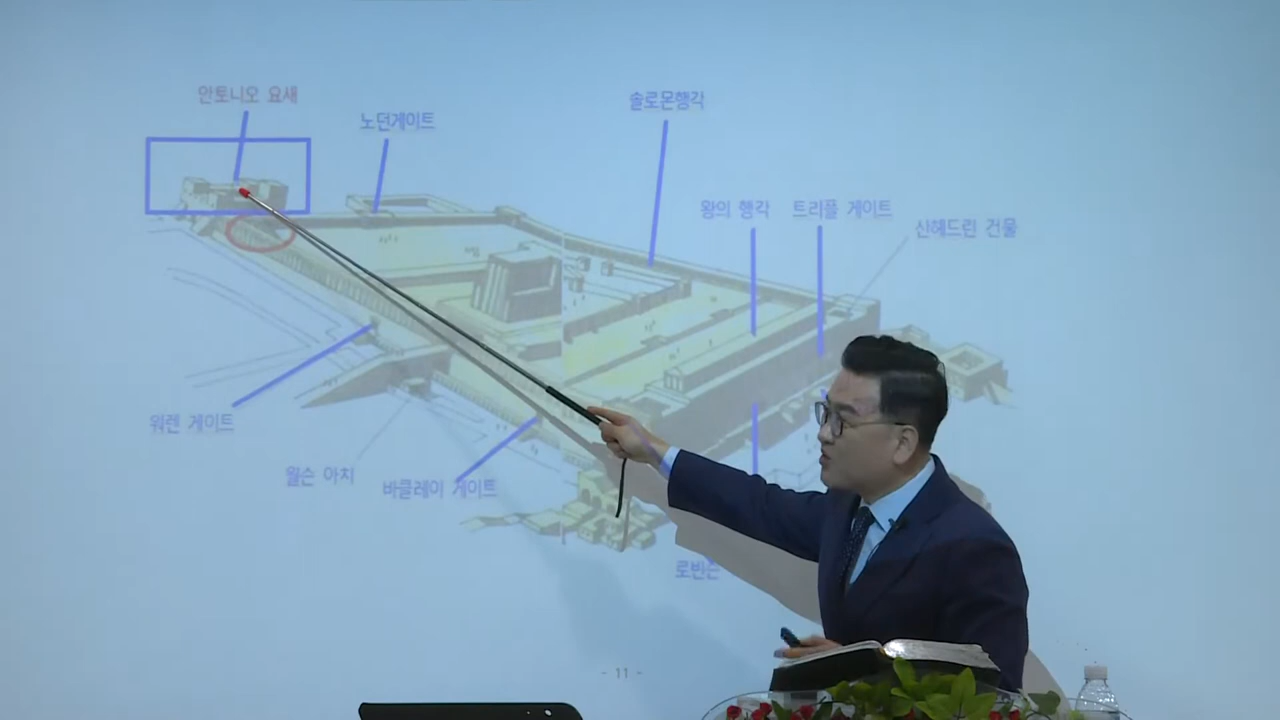 안토니오 요새
노던게이트
솔로몬행각
왕의 행각
트리플 게이트
산헤드린 건물
워렌 게이트
윌슨 아치
바클레이 게이트
로빈슨
- 11 -